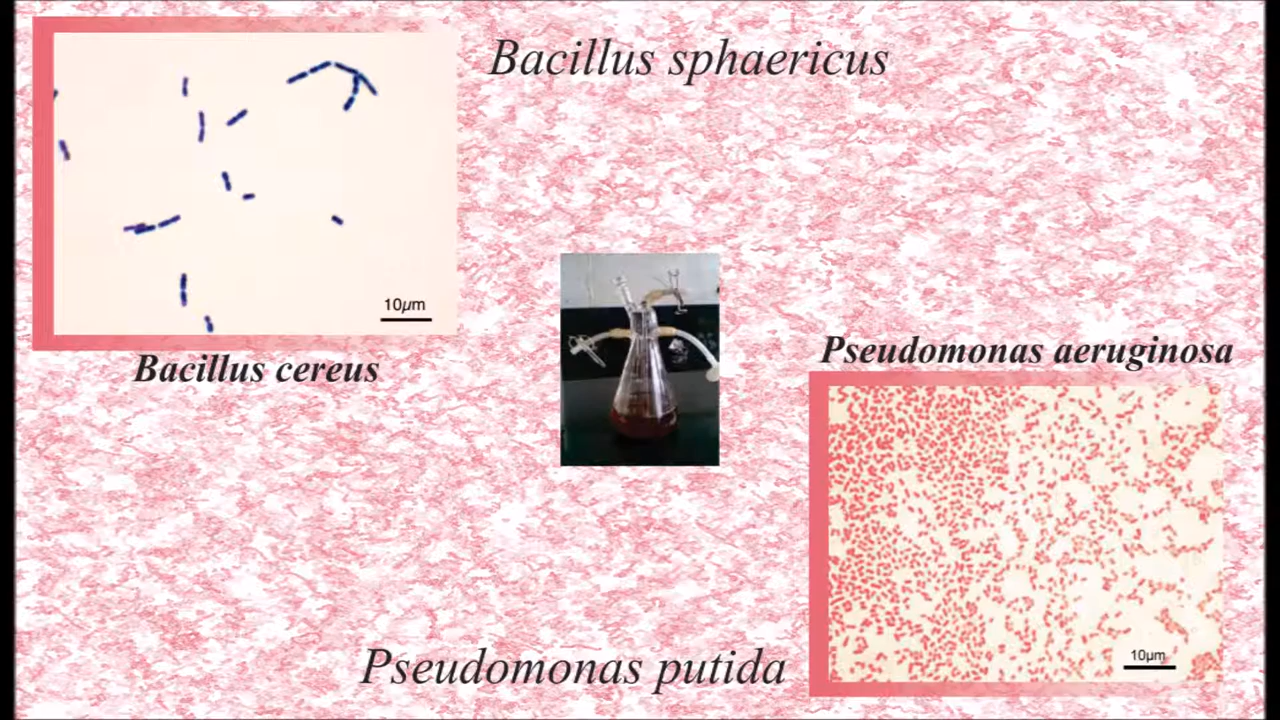 Bacillus sphaericus
10μm
Bacillus cereus
Pseudomonas aeruginosa
10μm
Pseudomonas putida